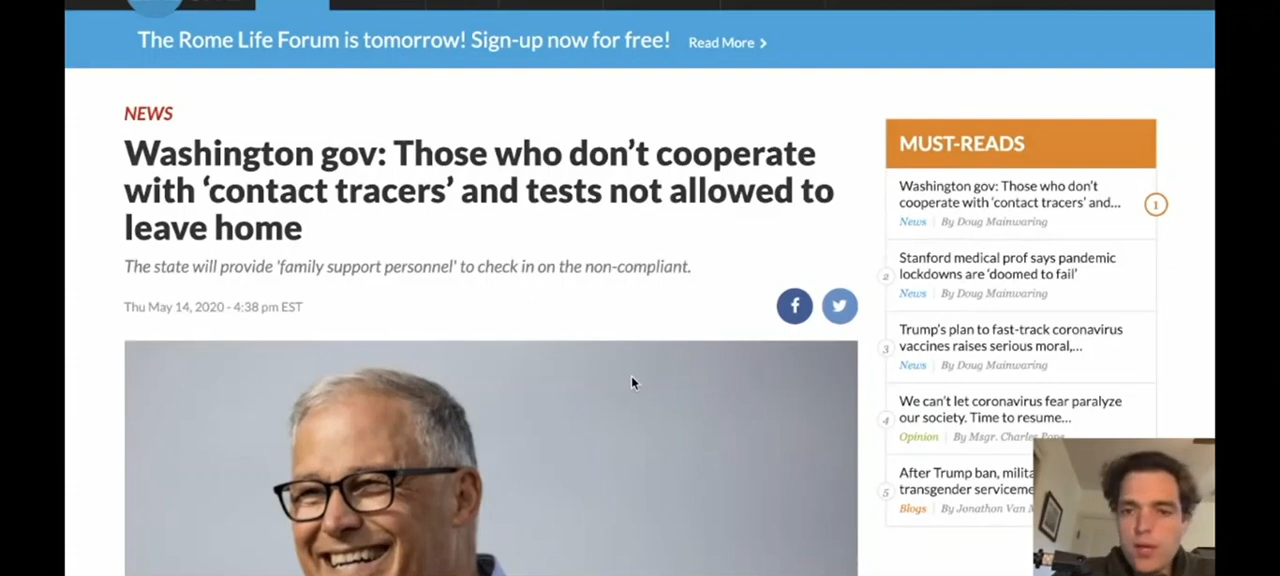 The Rome Life Forum is tomorrow! Sign-up now for free! Read More >
NEWS
Washington gov: Those who don't cooperate
with 'contact tracers' and tests not allowed to
leave home
The state will provide 'family support personnel' to check in on the non-compliant.
Thu May 14, 2020 - 4:38 pm EST
f
MUST-READS
Washington gov: Those who don't
cooperate with 'contact tracers' and...
1
News | By Doug Mainwaring
Stanford medical prof says pandemic
lockdowns are 'doomed to fail'
2
News | By Doug Mainwaring
Trump's plan to fast-track coronavirus
vaccines raises serious moral,...
3
News | By Doug Mainwaring
We can't let coronavirus fear paralyze
our society. Time to resume...
4
Opinion | By Msgr. Charles Pope
After Trump ban,
transgender
5
Blogs | By Jonathon Van